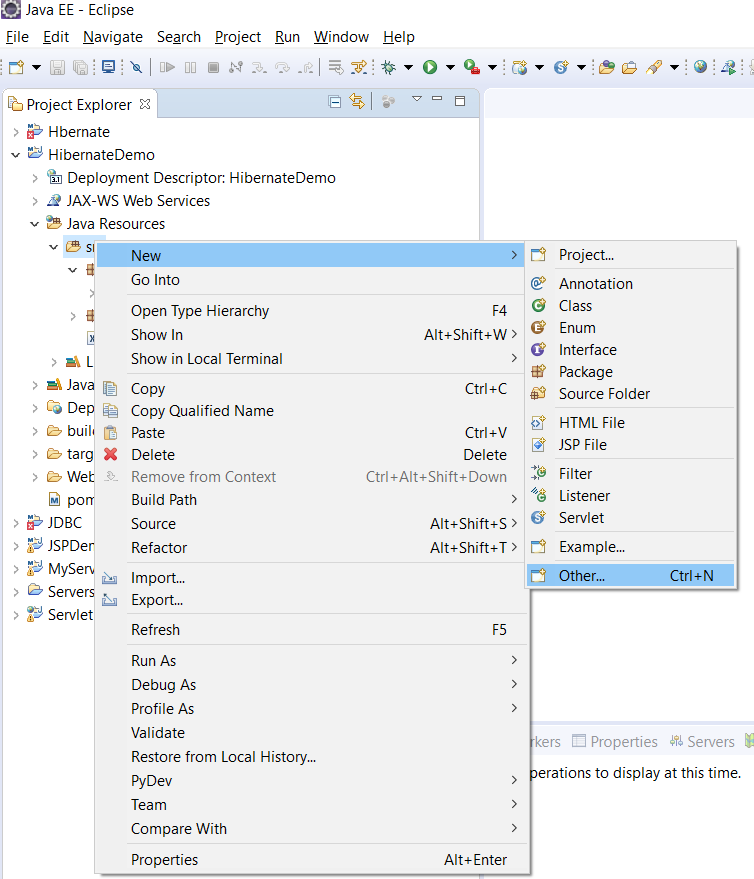 Java EE - Eclipse
File Edit Navigate Search Project Run Window Help
Project Explorer
Hbernate
HibernateDemo
Deployment Descriptor: HibernateDemo
3.1
JAX-WS Web Services
Java Resources
New
Go Into
Open Type Hierarchy F4
Show In Alt+Shift+W
Show in Local Terminal
Copy Ctrl+C
Copy Qualified Name
Paste Ctrl+V
Delete Delete
Remove from Context Ctrl+Alt+Shift+Down
Build Path
Source Alt+Shift+S
Refactor Alt+Shift+T
Import...
Export...
Refresh F5
Run As
Debug As
Profile As
Validate
Restore from Local History...
PyDev
Team
Compare With
Properties Alt+Enter
Project...
Annotation
Class
Enum
Interface
Package
Source Folder
HTML File
JSP File
Filter
Listener
Servlet
Example...
Other... Ctrl+N
L
Java
Dep
build
targ
Web
pom
JDBC
JSPDem
MyServ
Servers
Servlet
rkers Properties Servers
perations to display at this time.